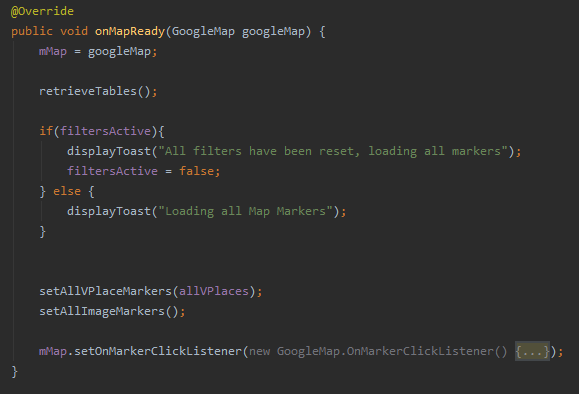 @Override
public void onMapReady(GoogleMap googleMap) {
mMap = googleMap;
retrieveTables();
if(filtersActive){
displayToast("All filters have been reset, loading all markers");
filtersActive = false;
} else {
displayToast("Loading all Map Markers");
}
setAllVPlaceMarkers(allVPlaces);
setAllImageMarkers();
mMap.setOnMarkerClickListener(new GoogleMap.OnMarkerClickListener() {...});
}